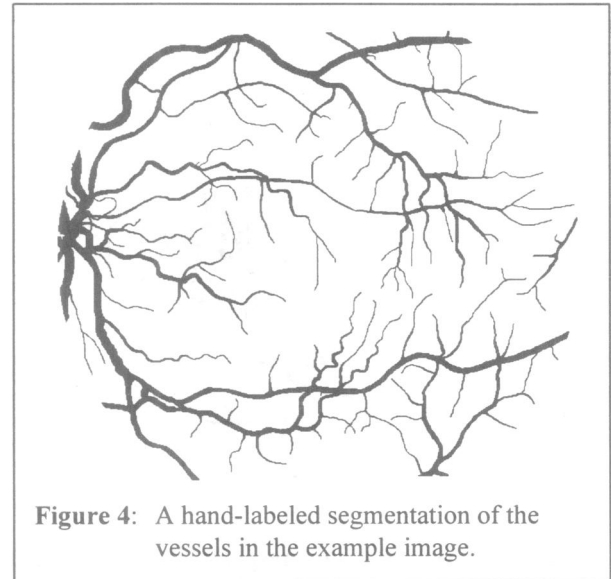 Figure 4: A hand-labeled segmentation of the
vessels in the example image.